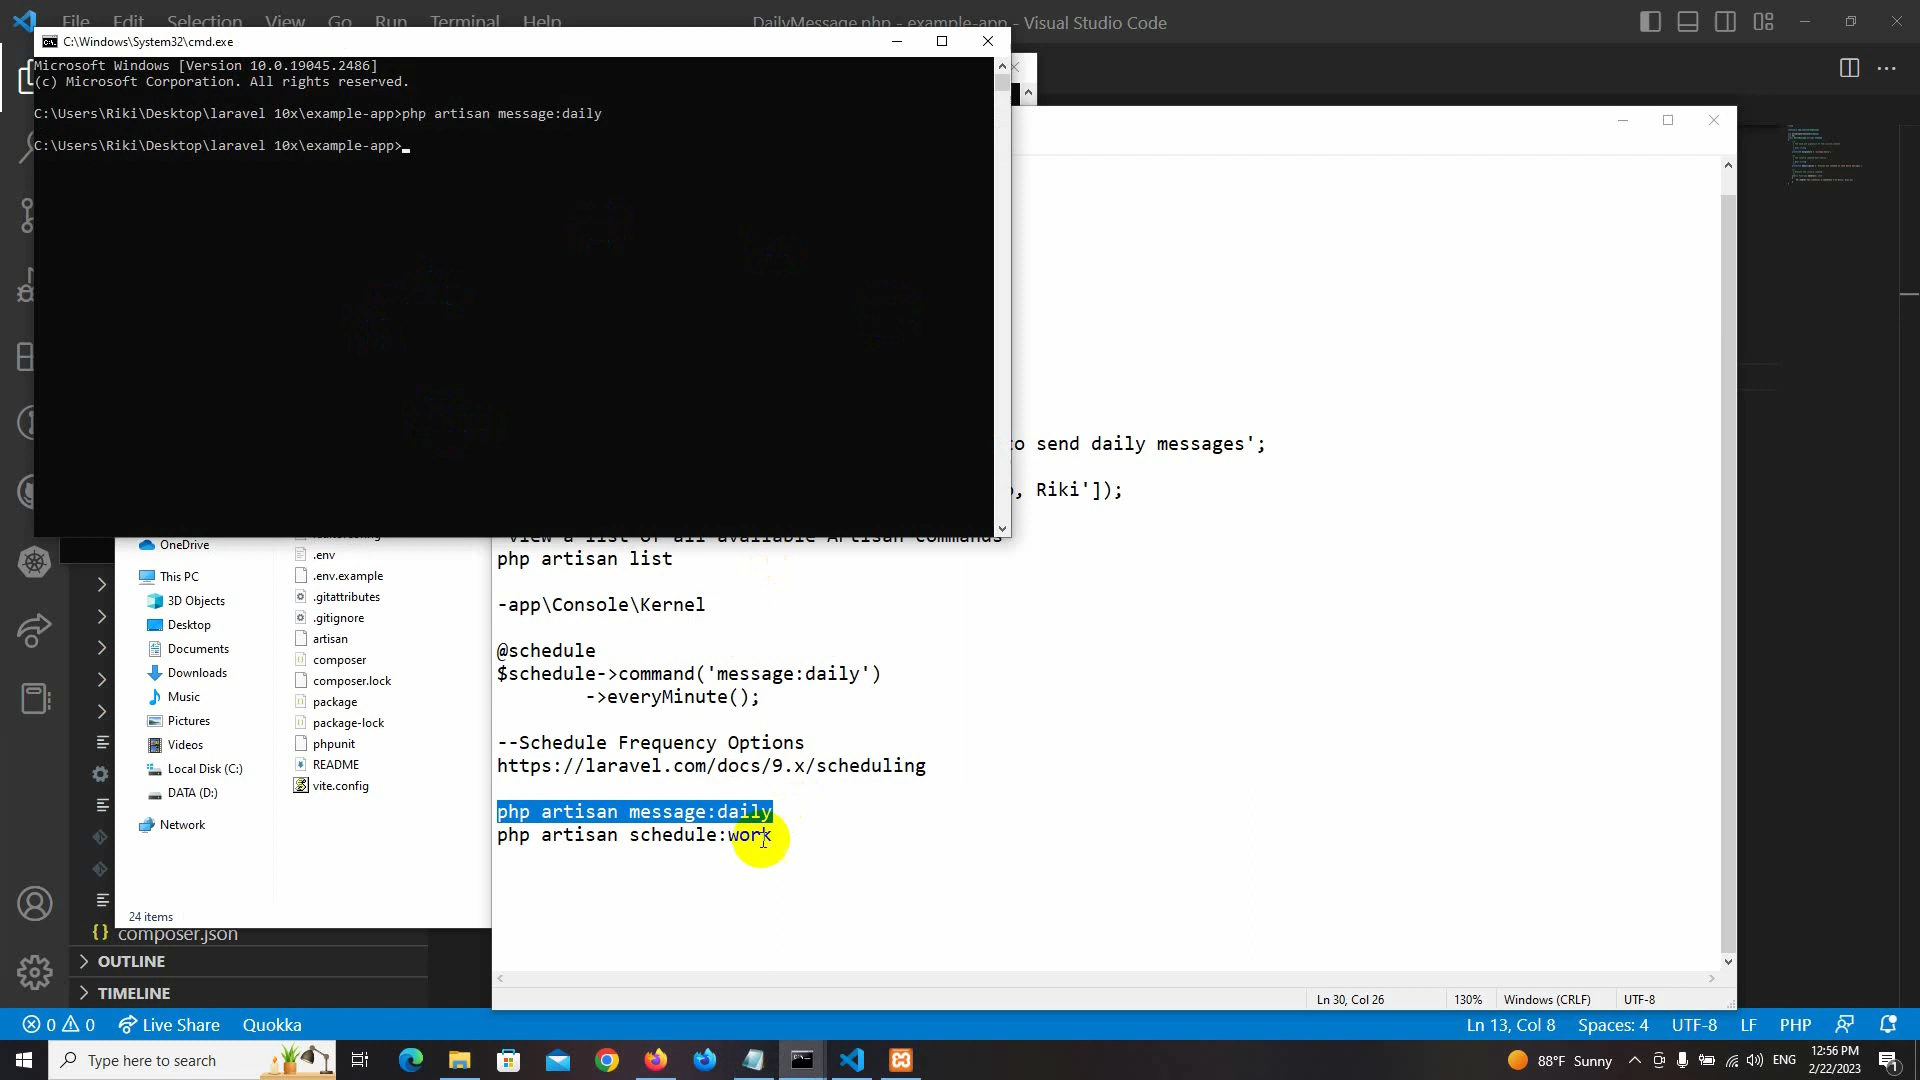 File Edit Selection View Go Run Terminal Help
DailyMessage.php - example-app - Visual Studio Code
C:\Windows\System32\cmd.exe
Microsoft Windows [Version 10.0.19045.2486]
(c) Microsoft Corporation. All rights reserved.
C:\Users\Riki\Desktop\laravel 10x\example-app>php artisan message:daily
C:\Users\Riki\Desktop\laravel 10x\example-app>
to send daily messages';
, Riki']);
view a list of all available Artisan commands
php artisan list
-app\Console\Kernel
@schedule
$schedule->command('message:daily')
->everyMinute();
--Schedule Frequency Options
https://laravel.com/docs/9.x/scheduling
php artisan message:daily
php artisan schedule:work
OneDrive
This PC
3D Objects
Desktop
Documents
Downloads
Music
Pictures
Videos
Local Disk (C:)
DATA (D:)
Network
.env
.env.example
.gitattributes
.gitignore
artisan
composer
composer.lock
package
package-lock
phpunit
README
vite.config
24 items
{} composer.json
OUTLINE
TIMELINE
Ln 30, Col 26 130% Windows (CRLF) UTF-8
0 0 Live Share Quokka
Ln 13, Col 8 Spaces: 4 UTF-8 LF PHP
Type here to search
88°F Sunny ENG 12:56 PM
2/22/2023
1